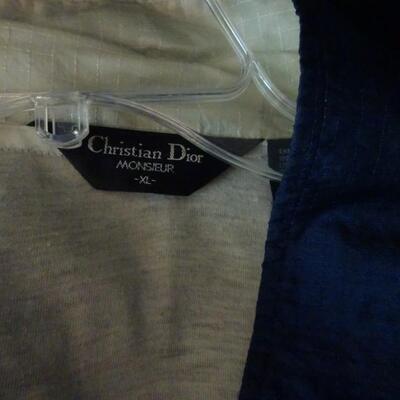 Christian Dior
MONSIEUR
-XL-